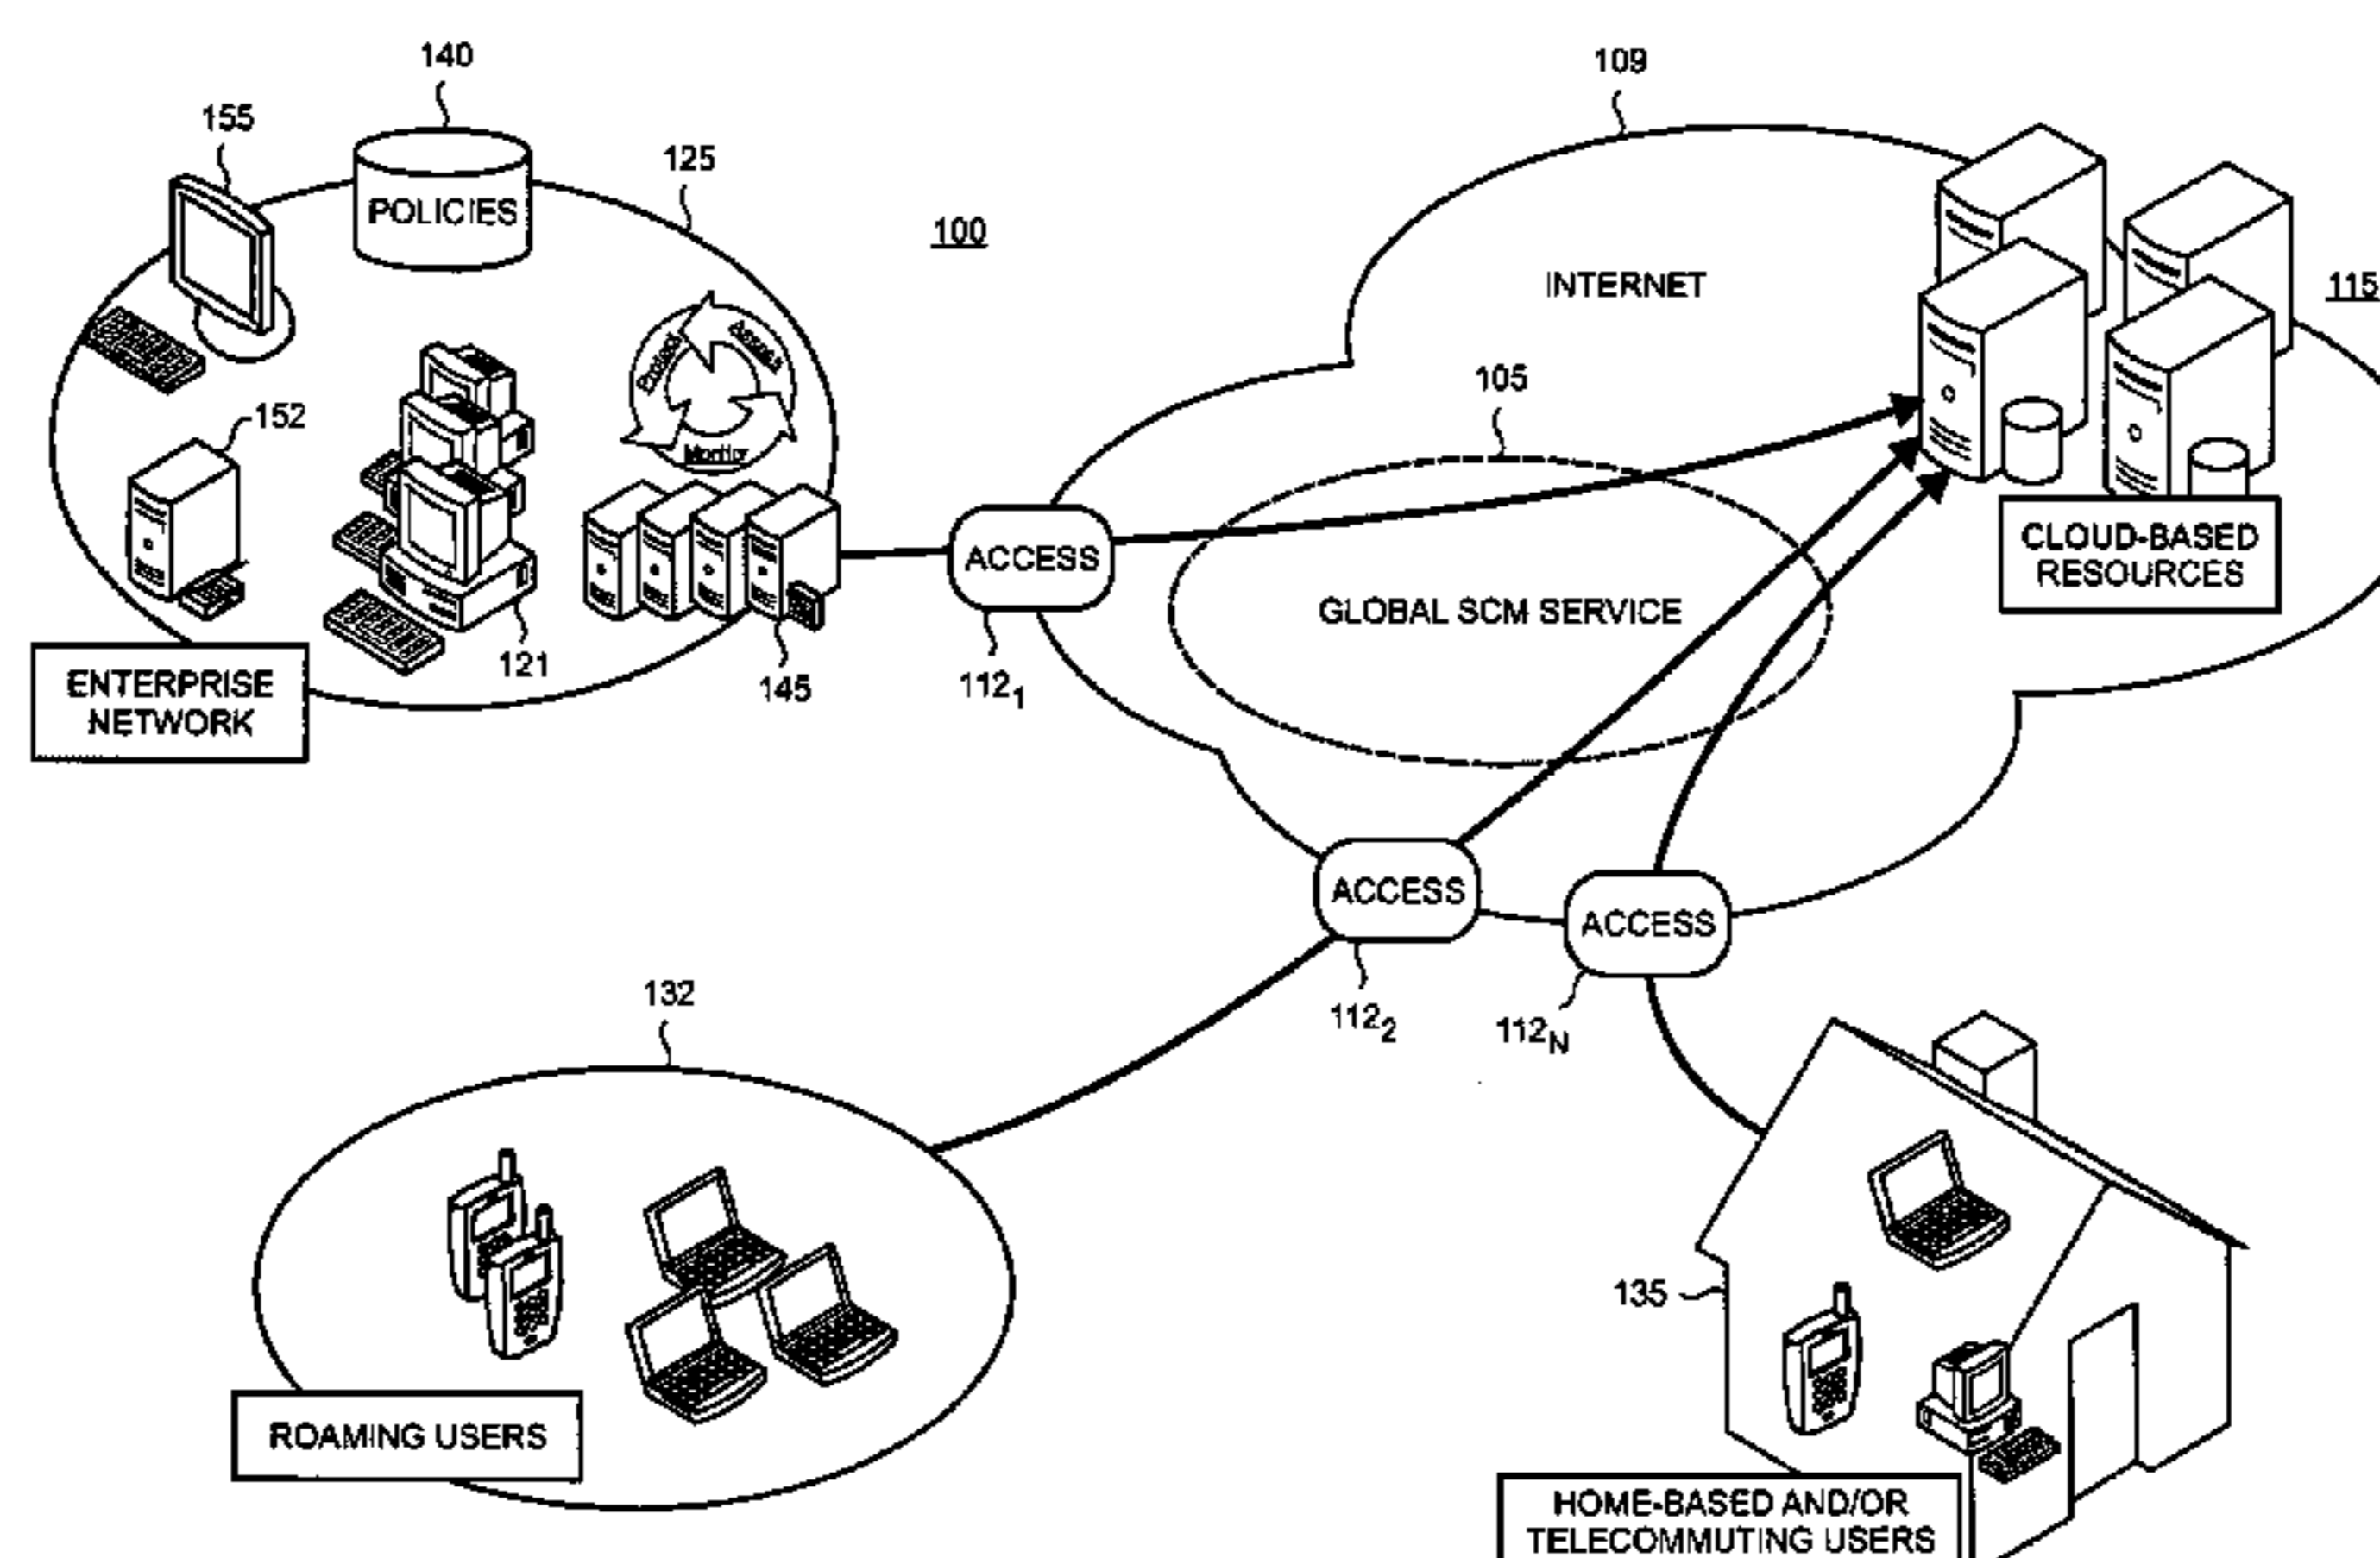 140
109
155
125
POLICIES
100
INTERNET
115
Protect
Assess
105
152
Monitor
ACCESS
CLOUD-BASED
RESOURCES
GLOBAL SCM SERVICE
121
145
112₁
ENTERPRISE
NETWORK
ACCESS
ACCESS
132
112₂
112N
135
ROAMING USERS
HOME-BASED AND/OR
TELECOMMUTING USERS